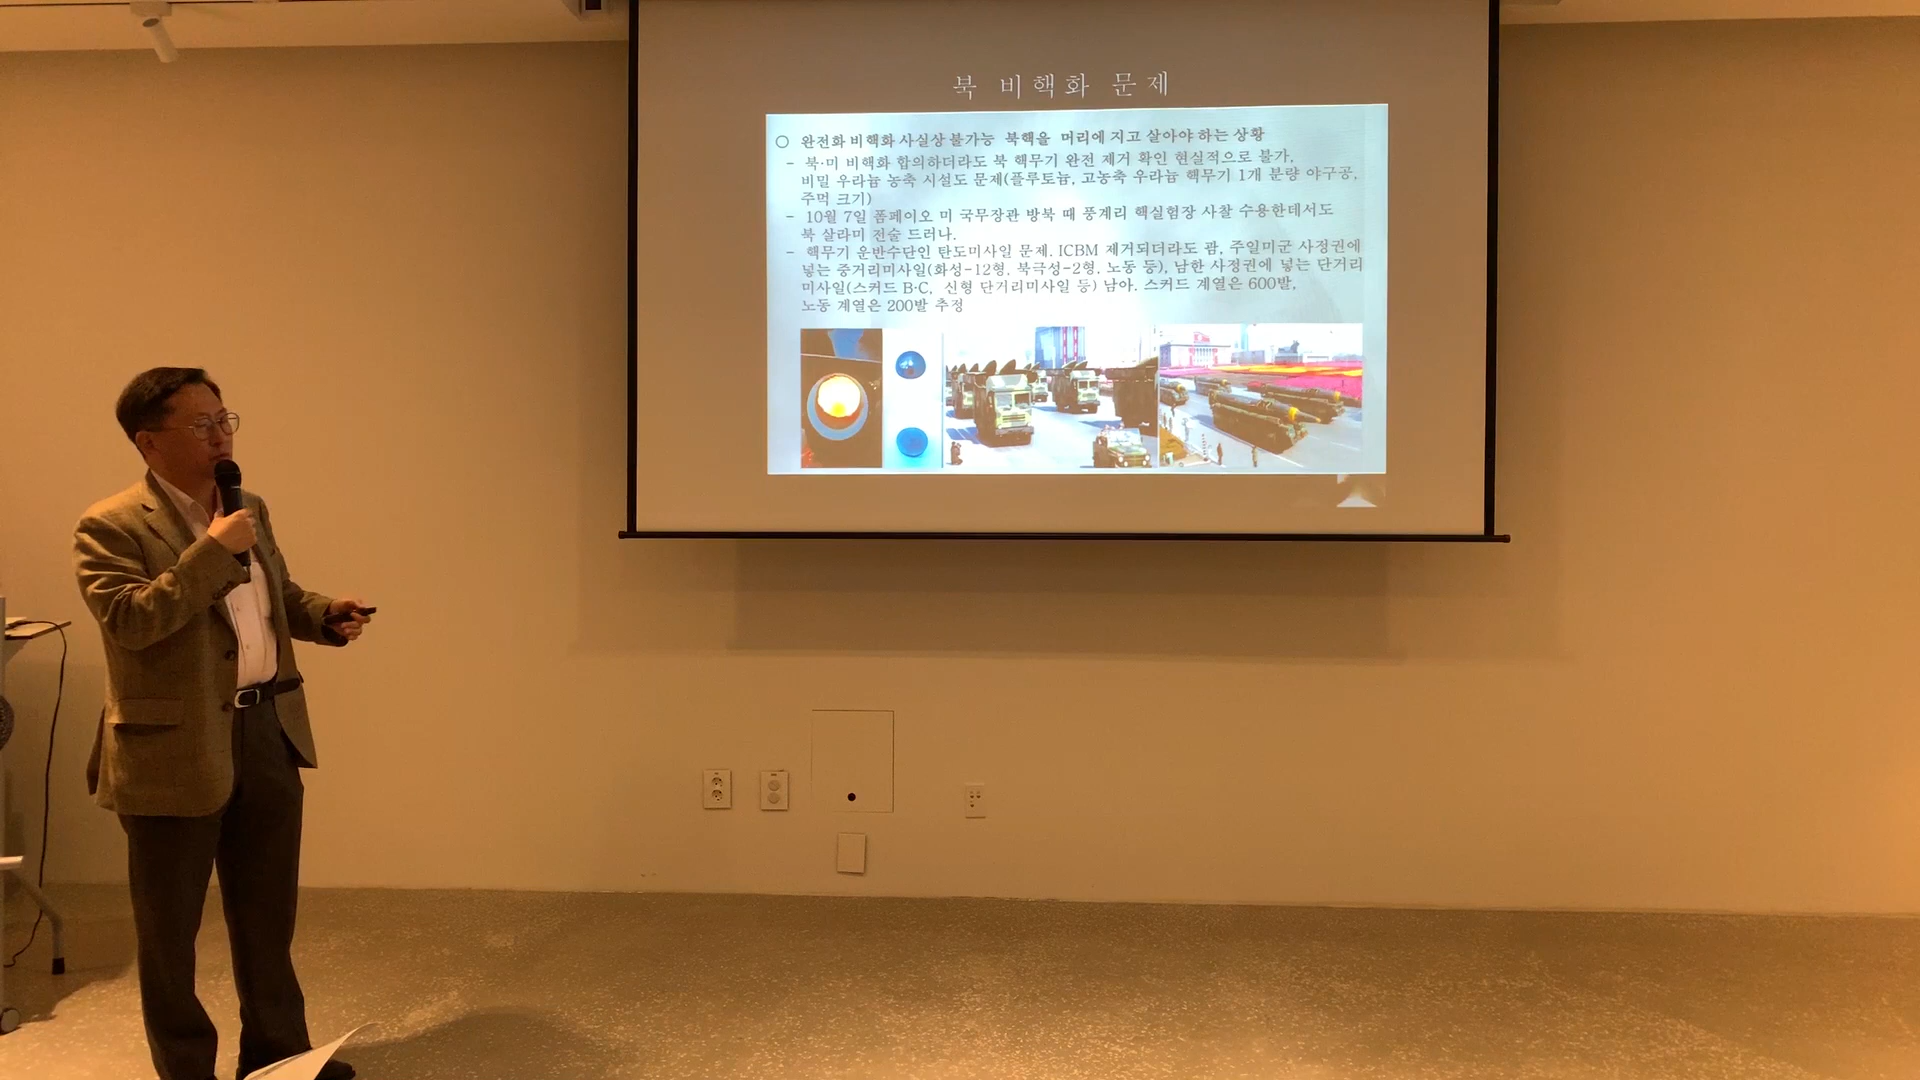 북 비핵화 문제
○ 완전화 비핵화 사실상 불가능 북핵을 머리에 지고 살아야 하는 상황
- 북·미 비핵화 합의하더라도 북 핵무기 완전 제거 확인 현실적으로 불가.
비밀 우라늄 농축 시설도 문제(플루토늄, 고농축 우라늄 핵무기 1개 분량 야구공,
주먹 크기)
- 10월 7일 폼페이오 미 국무장관 방북 때 풍계리 핵실험장 사찰 수용한데서도
북 살라미 전술 드러나.
- 핵무기 운반수단인 탄도미사일 문제. ICBM 제거되더라도 괌, 주일미군 사정권에
넣는 중거리미사일(화성-12형, 북극성-2형, 노동 등), 남한 사정권에 넣는 단거리
미사일(스커드 B·C, 신형 단거리미사일 등) 남아. 스커드 계열은 600발,
노동 계열은 200발 추정